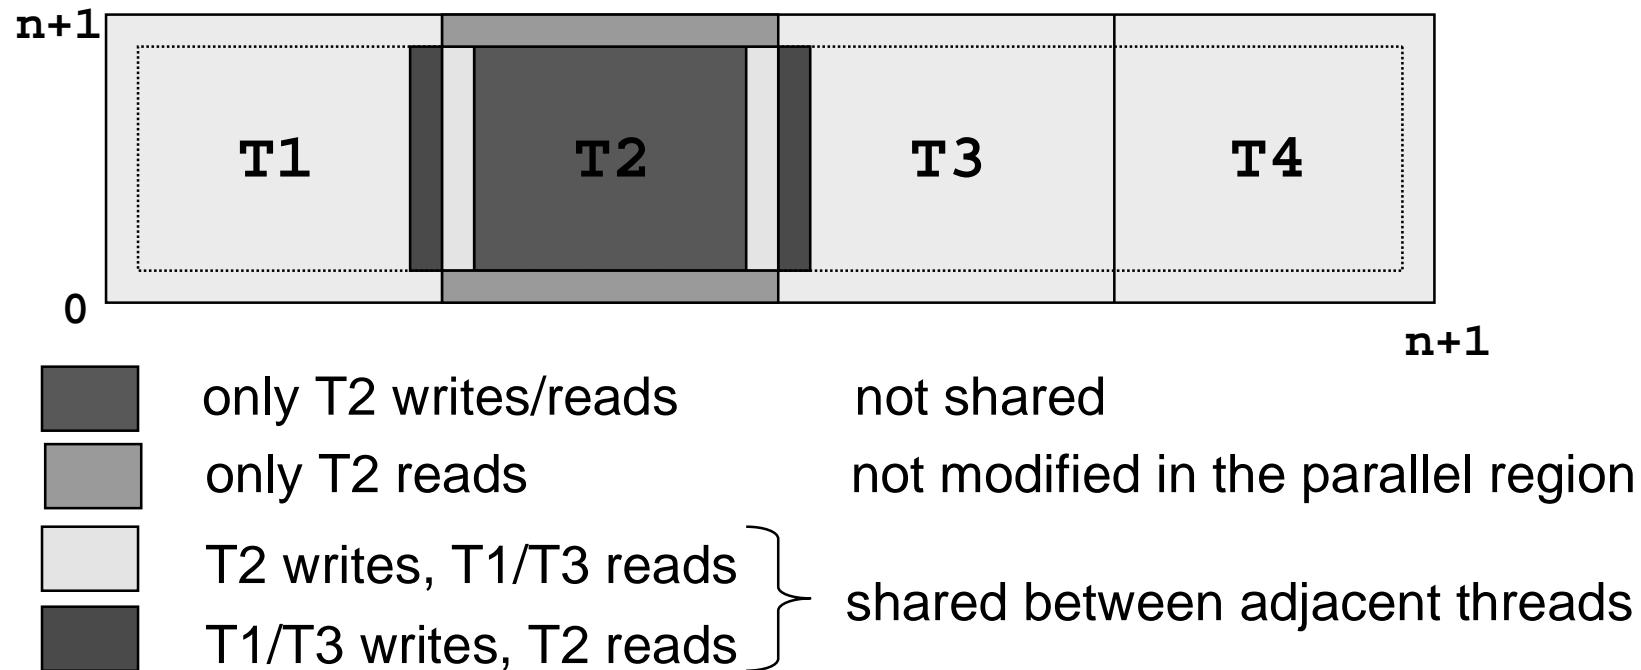 n+1
T1 T2 T3 T4
0
n+1
only T2 writes/reads not shared
only T2 reads not modified in the parallel region
T2 writes, T1/T3 reads
shared between adjacent threads
T1/T3 writes, T2 reads